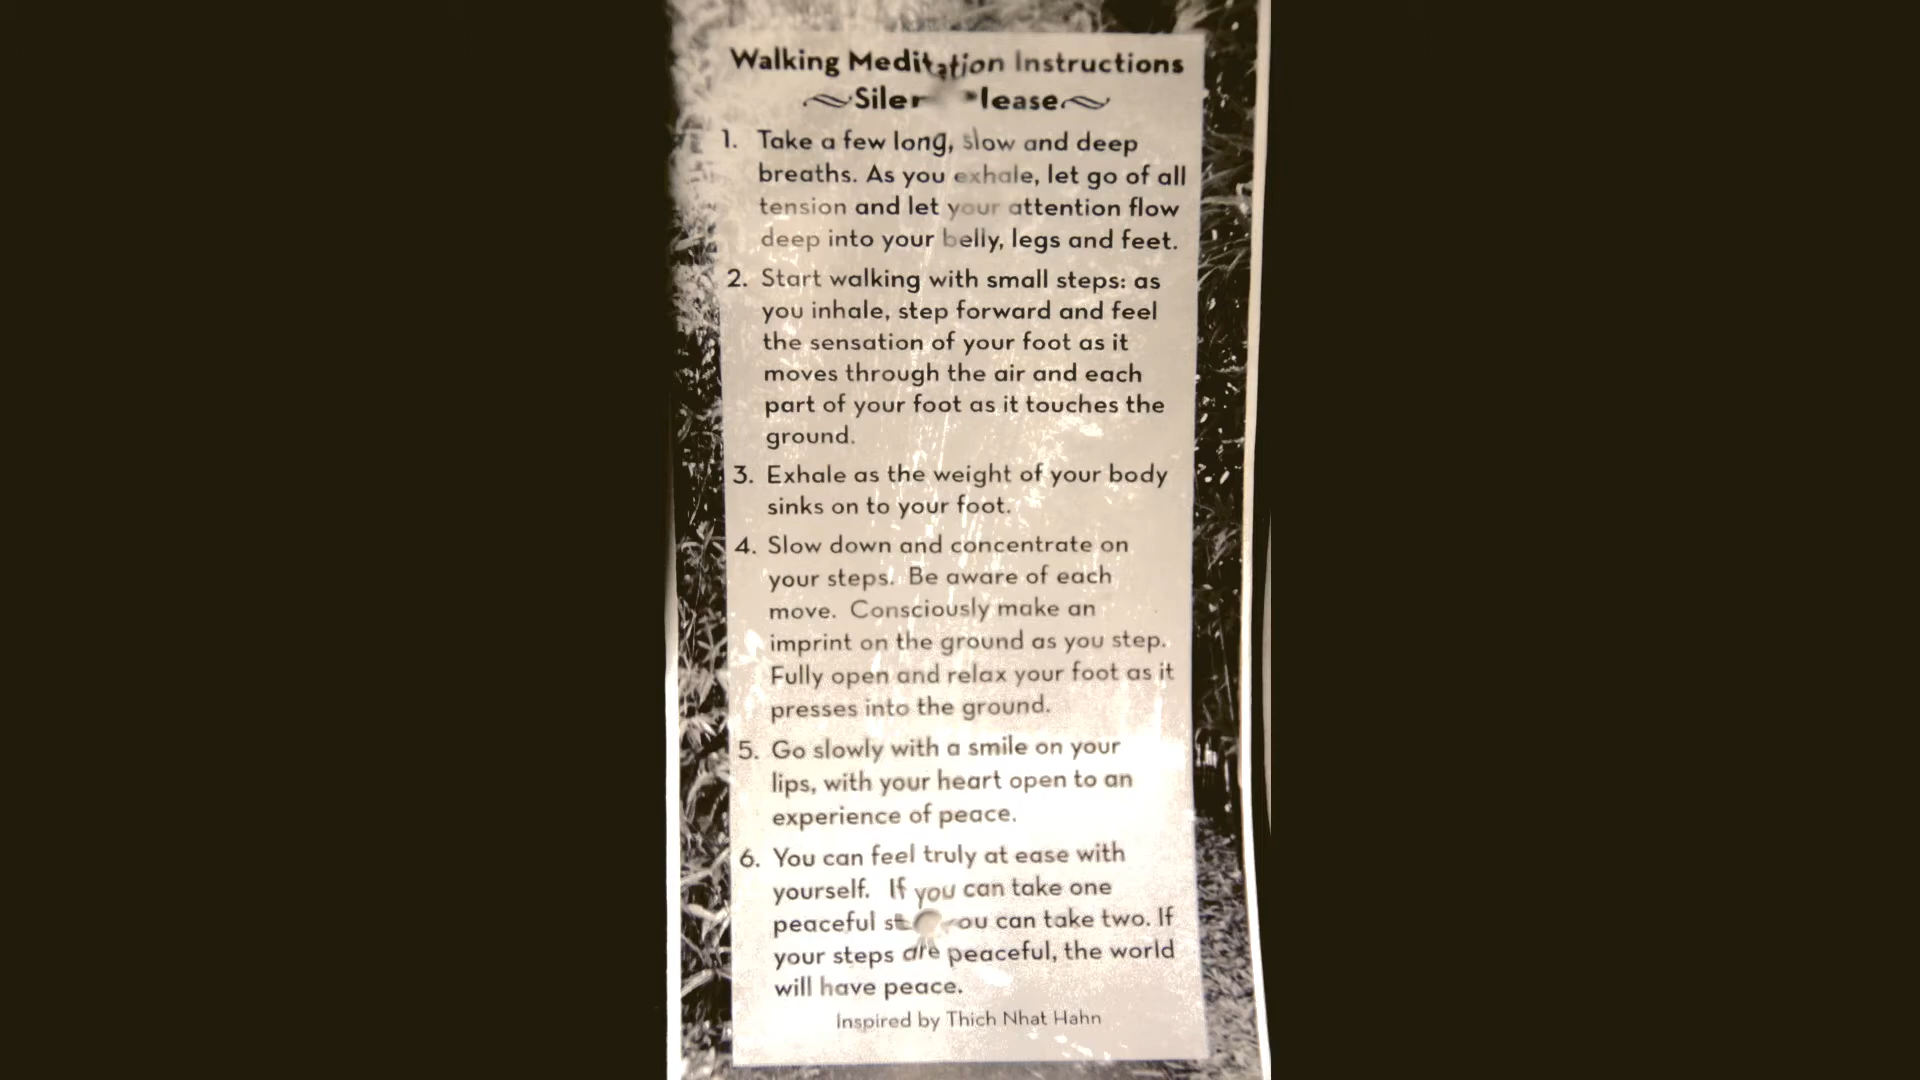 Walking Meditation Instructions
1. Take a few long, slow and deep
breaths. As you exhale, let go of all
tension and let your attention flow
deep into your belly, legs and feet.
2. Start walking with small steps: as
you inhale, step forward and feel
the sensation of your foot as it
moves through the air and each
part of your foot as it touches the
ground.
3. Exhale as the weight of your body
sinks on to your foot.
4. Slow down and concentrate on
your steps. Be aware of each
move. Consciously make an
imprint on the ground as you step.
Fully open and relax your foot as it
presses into the ground.
5. Go slowly with a smile on your
lips, with your heart open to an
experience of peace.
6. You can feel truly at ease with
yourself. If you can take one
peaceful can take two. If
your steps are peaceful, the world
will have peace.
Inspired by Thich Nhat Hahn